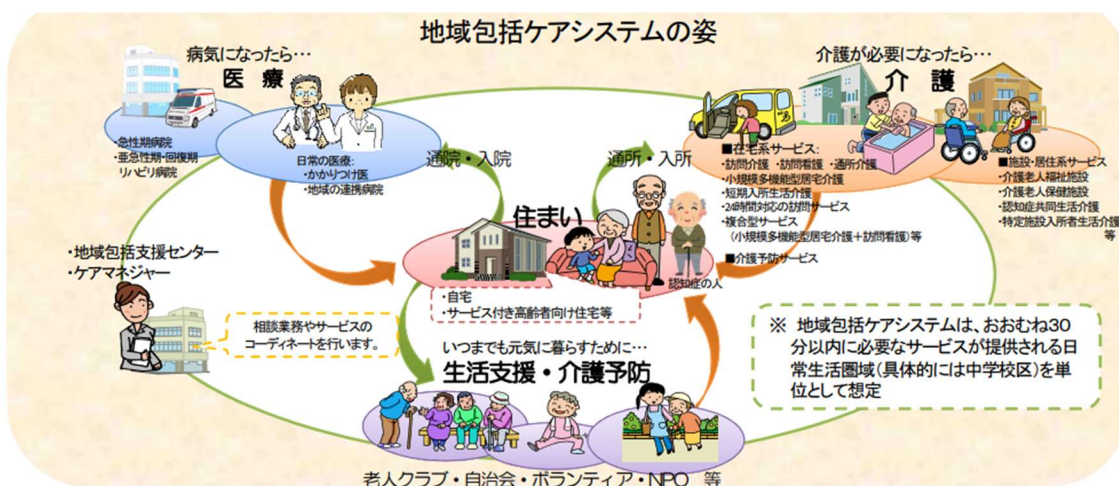 地域包括ケアシステムの姿
病気になったら…
医 療
・急性期病院
・亜急性期・回復期
リハビリ病院
日常の医療:
・かかりつけ医
・地域の連携病院
通院・入院
介護が必要になったら…
介 護
通所・入所
■在宅系サービス:
・訪問介護 ・訪問看護 ・通所介護
・小規模多機能型居宅介護
・短期入所生活介護
・24時間対応の訪問サービス
・複合型サービス
(小規模多機能型居宅介護+訪問看護)等
■介護予防サービス
■施設・居住系サービス
・介護老人福祉施設
・介護老人保健施設
・認知症共同生活介護
・特定施設入所者生活介護
等
住まい
認知症の人
・自宅
・サービス付き高齢者向け住宅等
・地域包括支援センター
・ケアマネジャー
相談業務やサービスの
コーディネートを行います。
いつまでも元気に暮らすために…
生活支援・介護予防
老人クラブ・自治会・ボランティア・NPO 等
※ 地域包括ケアシステムは、おおむね30
分以内に必要なサービスが提供される日
常生活圏域(具体的には中学校区)を単
位として想定